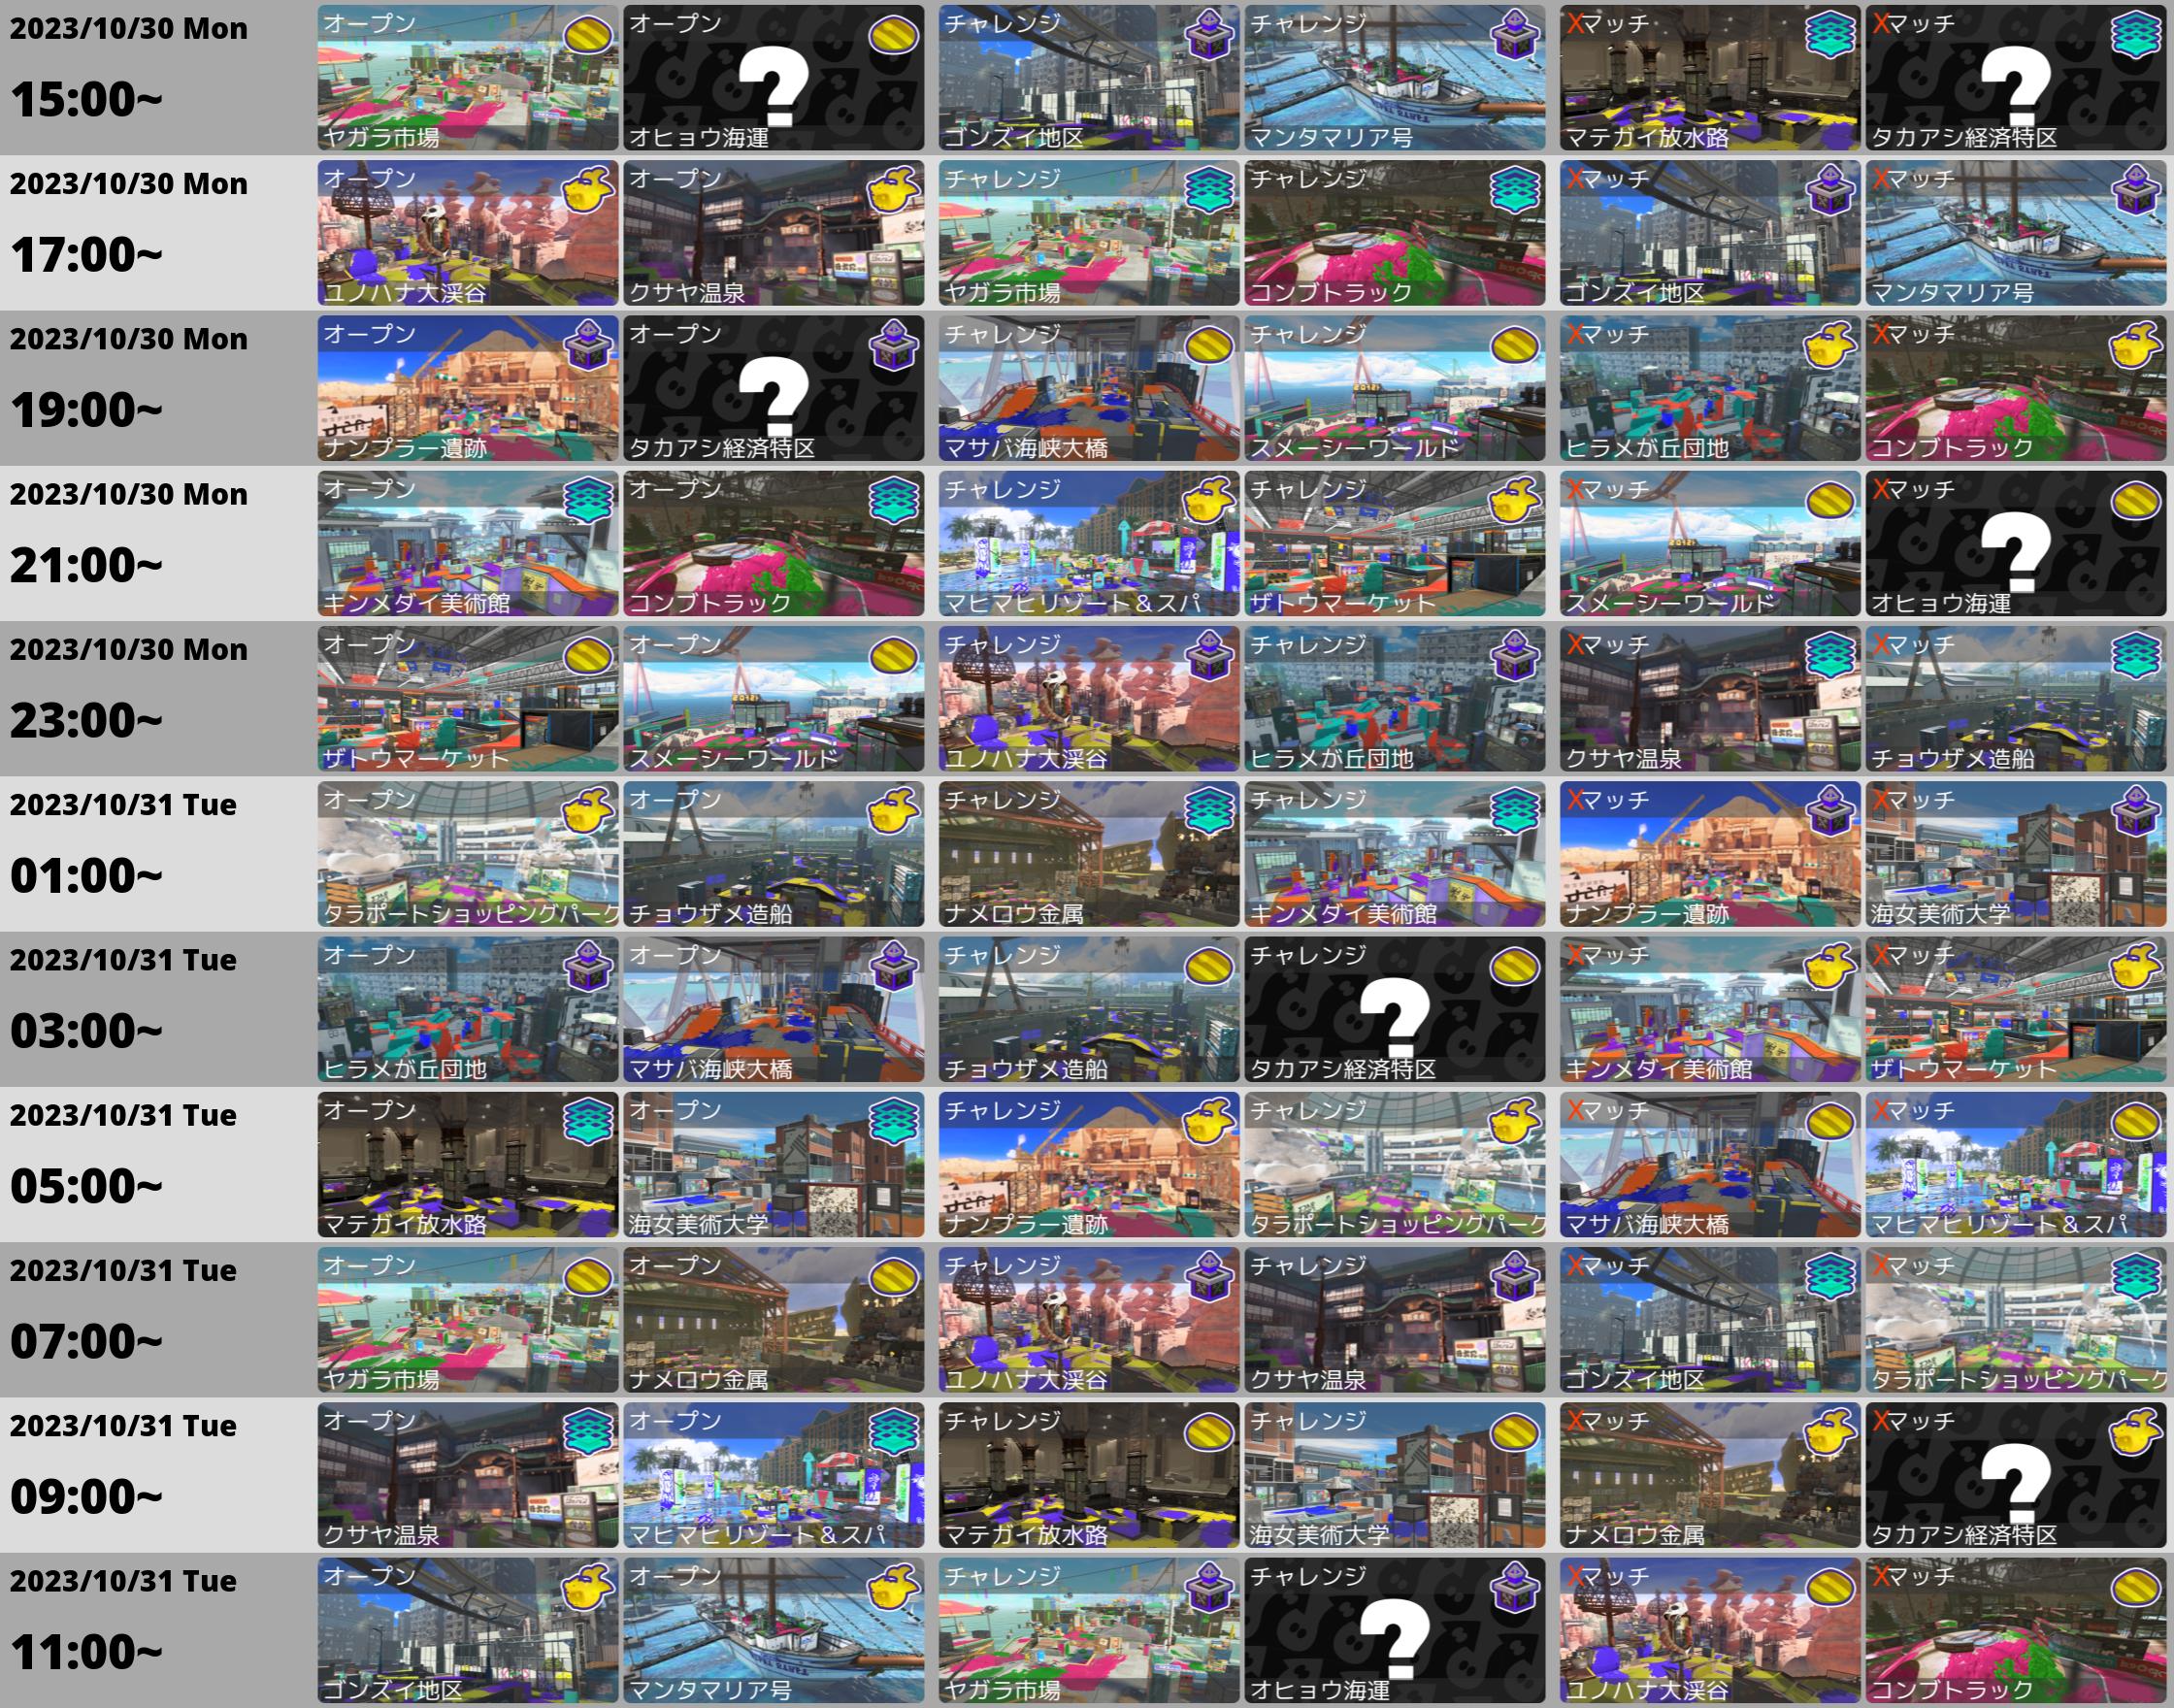 2023/10/30 Mon
15:00~
オープン
ヤガラ市場
オープン
オヒョウ海運
チャレンジ
ゴンズイ地区
チャレンジ
マンタマリア号
Xマッチ
マテガイ放水路
Xマッチ
タカアシ経済特区
2023/10/30 Mon
17:00~
オープン
ユノハナ大渓谷
オープン
クサヤ温泉
チャレンジ
ヤガラ市場
チャレンジ
コンブトラック
Xマッチ
ゴンズイ地区
Xマッチ
マンタマリア号
2023/10/30 Mon
19:00~
オープン
ナンプラー遺跡
オープン
タカアシ経済特区
チャレンジ
マサバ海峡大橋
チャレンジ
スメーシーワールド
Xマッチ
ヒラメが丘団地
Xマッチ
コンブトラック
2023/10/30 Mon
21:00~
オープン
キンメダイ美術館
オープン
コンブトラック
チャレンジ
マヒマヒリゾート＆スパ
チャレンジ
ザトウマーケット
Xマッチ
スメーシーワールド
Xマッチ
オヒョウ海運
2023/10/30 Mon
23:00~
オープン
ザトウマーケット
オープン
スメーシーワールド
チャレンジ
ユノハナ大渓谷
チャレンジ
ヒラメが丘団地
Xマッチ
クサヤ温泉
Xマッチ
チョウザメ造船
2023/10/31 Tue
01:00~
オープン
タラポートショッピングパーク
オープン
チョウザメ造船
チャレンジ
ナメロウ金属
チャレンジ
キンメダイ美術館
Xマッチ
ナンプラー遺跡
Xマッチ
海女美術大学
2023/10/31 Tue
03:00~
オープン
ヒラメが丘団地
オープン
マサバ海峡大橋
チャレンジ
チョウザメ造船
チャレンジ
タカアシ経済特区
Xマッチ
キンメダイ美術館
Xマッチ
ザトウマーケット
2023/10/31 Tue
05:00~
オープン
マテガイ放水路
オープン
海女美術大学
チャレンジ
ナンプラー遺跡
チャレンジ
タラポートショッピングパーク
Xマッチ
マサバ海峡大橋
Xマッチ
マヒマヒリゾート＆スパ
2023/10/31 Tue
07:00~
オープン
ヤガラ市場
オープン
ナメロウ金属
チャレンジ
ユノハナ大渓谷
チャレンジ
クサヤ温泉
Xマッチ
ゴンズイ地区
Xマッチ
タラポートショッピングパーク
2023/10/31 Tue
09:00~
オープン
クサヤ温泉
オープン
マヒマヒリゾート＆スパ
チャレンジ
マテガイ放水路
チャレンジ
海女美術大学
Xマッチ
ナメロウ金属
Xマッチ
タカアシ経済特区
2023/10/31 Tue
11:00~
オープン
ゴンズイ地区
オープン
マンタマリア号
チャレンジ
ヤガラ市場
チャレンジ
オヒョウ海運
Xマッチ
ユノハナ大渓谷
Xマッチ
コンブトラック